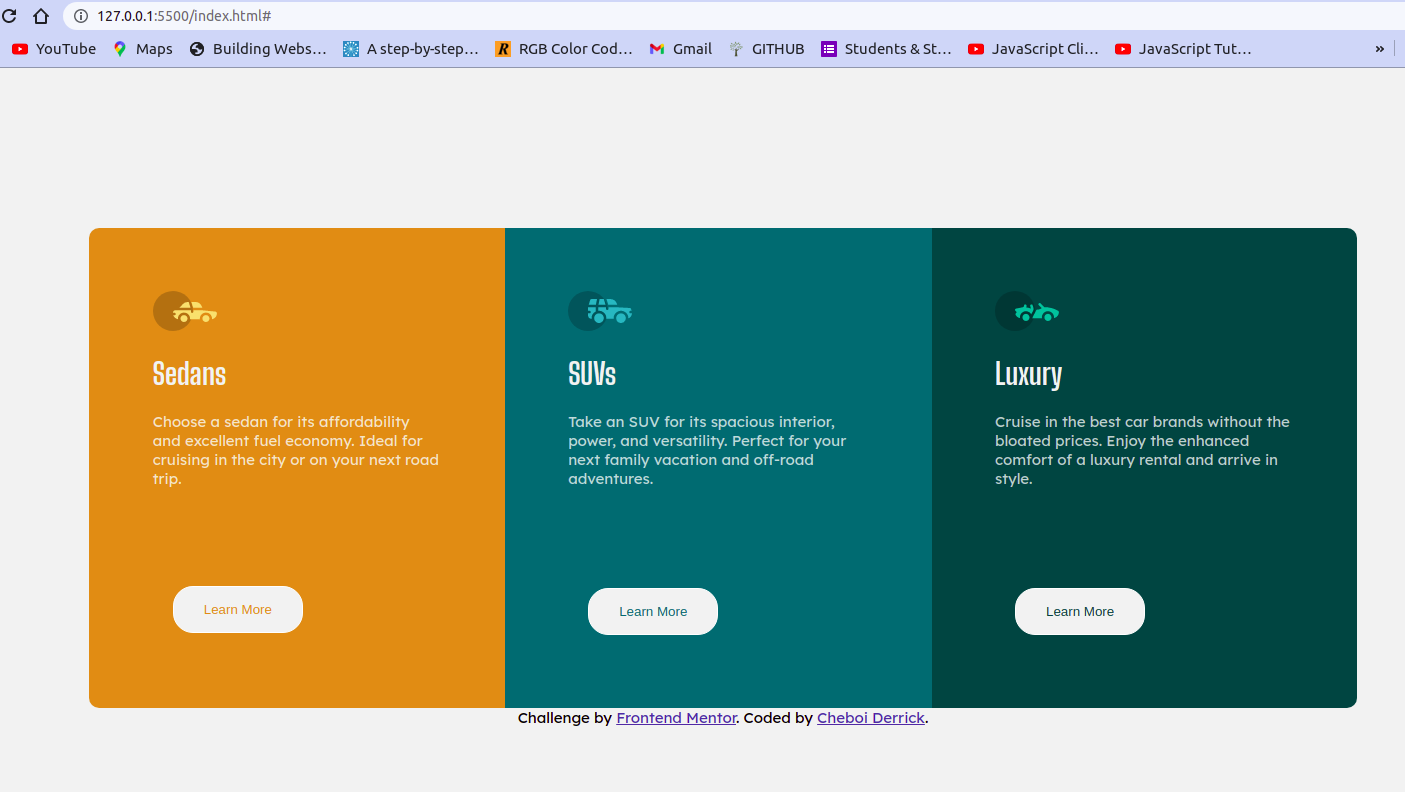 127.0.0.1:5500/index.html#
YouTube Maps Building Webs… A step-by-step… RGB Color Cod… Gmail GITHUB Students & St… JavaScript Cli… JavaScript Tut… »
Sedans
Choose a sedan for its affordability
and excellent fuel economy. Ideal for
cruising in the city or on your next road
trip.
Learn More
SUVs
Take an SUV for its spacious interior,
power, and versatility. Perfect for your
next family vacation and off-road
adventures.
Learn More
Luxury
Cruise in the best car brands without the
bloated prices. Enjoy the enhanced
comfort of a luxury rental and arrive in
style.
Learn More
Challenge by Frontend Mentor. Coded by Cheboi Derrick.